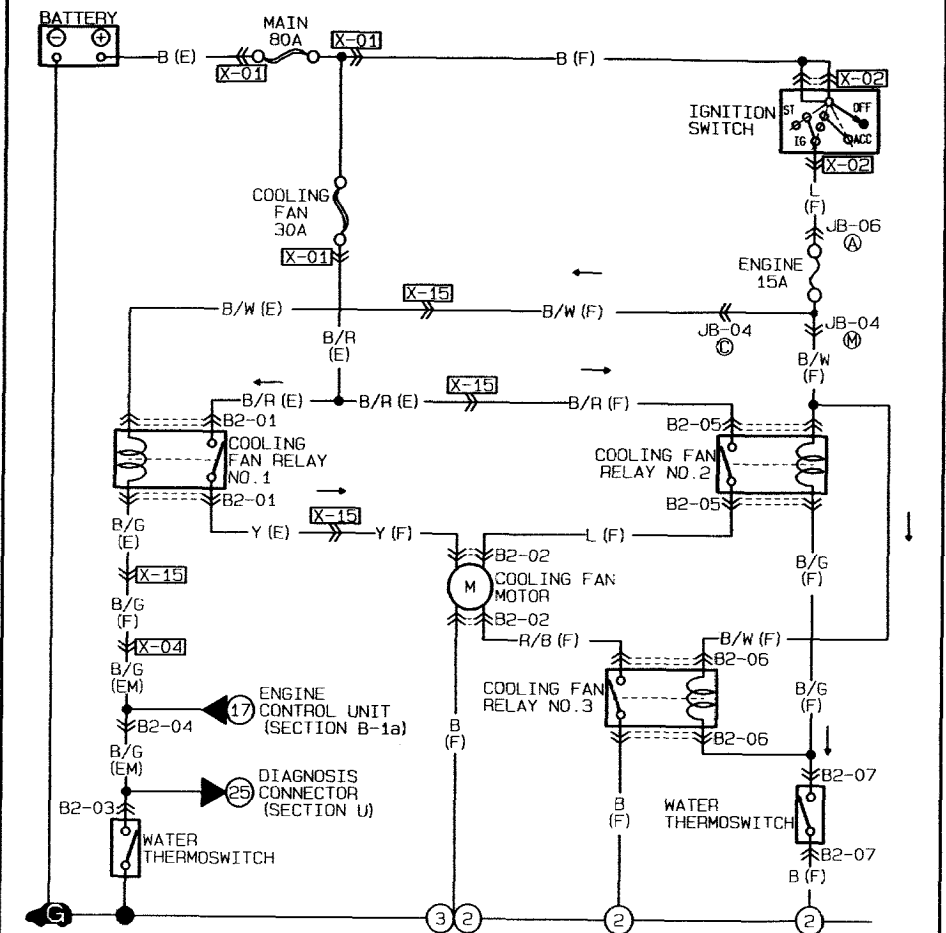 BATTERY
MAIN
80A
X-01
B (E)
X-01
B (F)
X-02
IGNITION
SWITCH
ST
OFF
IG
ACC
X-02
L
(F)
JB-06
A
COOLING
FAN
30A
X-01
ENGINE
15A
B/W (E)
X-15
B/W (F)
JB-04
C
JB-04
M
B/R
(E)
B/W
(F)
B/R (E)
B/R (E)
X-15
B/R (F)
B2-01
B2-05
COOLING
FAN RELAY
NO.1
COOLING FAN
RELAY NO.2
B2-01
B2-05
B/G
(E)
Y (E)
X-15
Y (F)
L (F)
B2-02
B/G
(F)
X-15
M
COOLING FAN
MOTOR
B2-02
B/G
(F)
X-04
R/B (F)
B/W (F)
B2-06
B/G
(EM)
17
ENGINE
CONTROL UNIT
(SECTION B-1a)
COOLING FAN
RELAY NO.3
B/G
(F)
B2-04
B
(F)
B2-06
B/G
(EM)
25
DIAGNOSIS
CONNECTOR
(SECTION U)
B2-07
B2-03
B
(F)
WATER
THERMOSWITCH
WATER
THERMOSWITCH
B2-07
B (F)
G
3
2
2
2